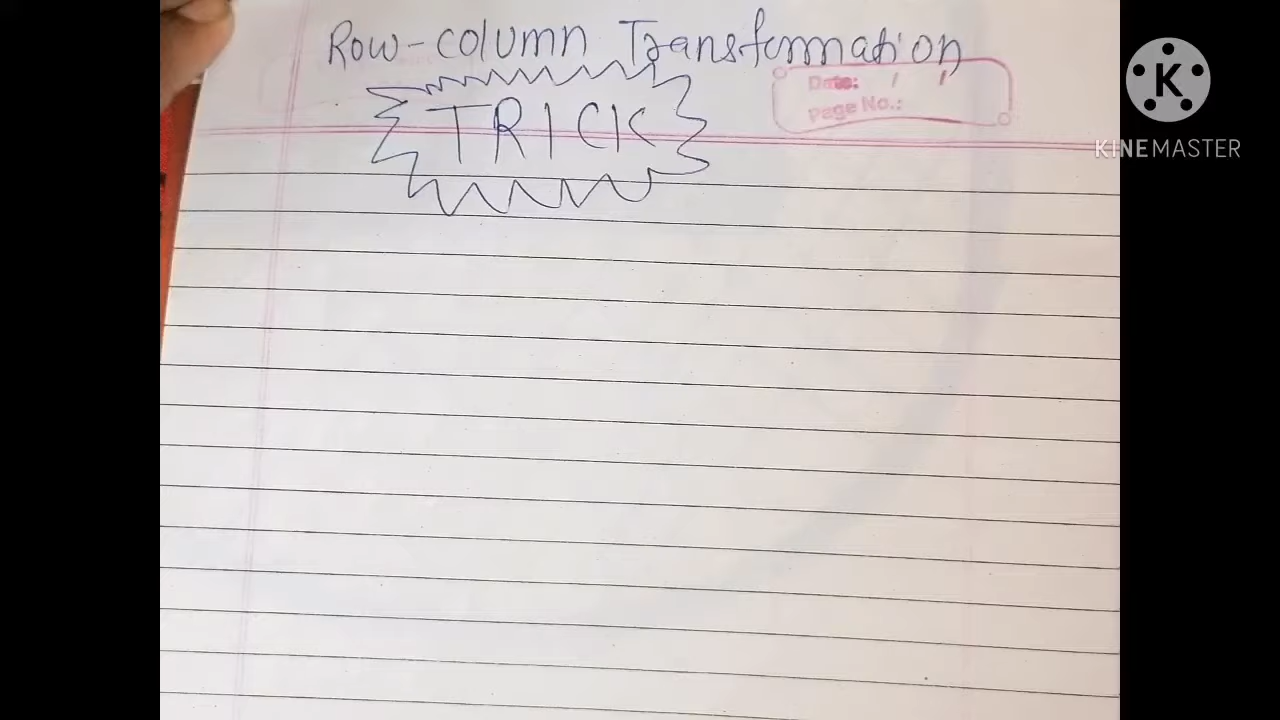 Row-column Transformation
TRICK
Date: / /
Page No.:
K
KINEMASTER